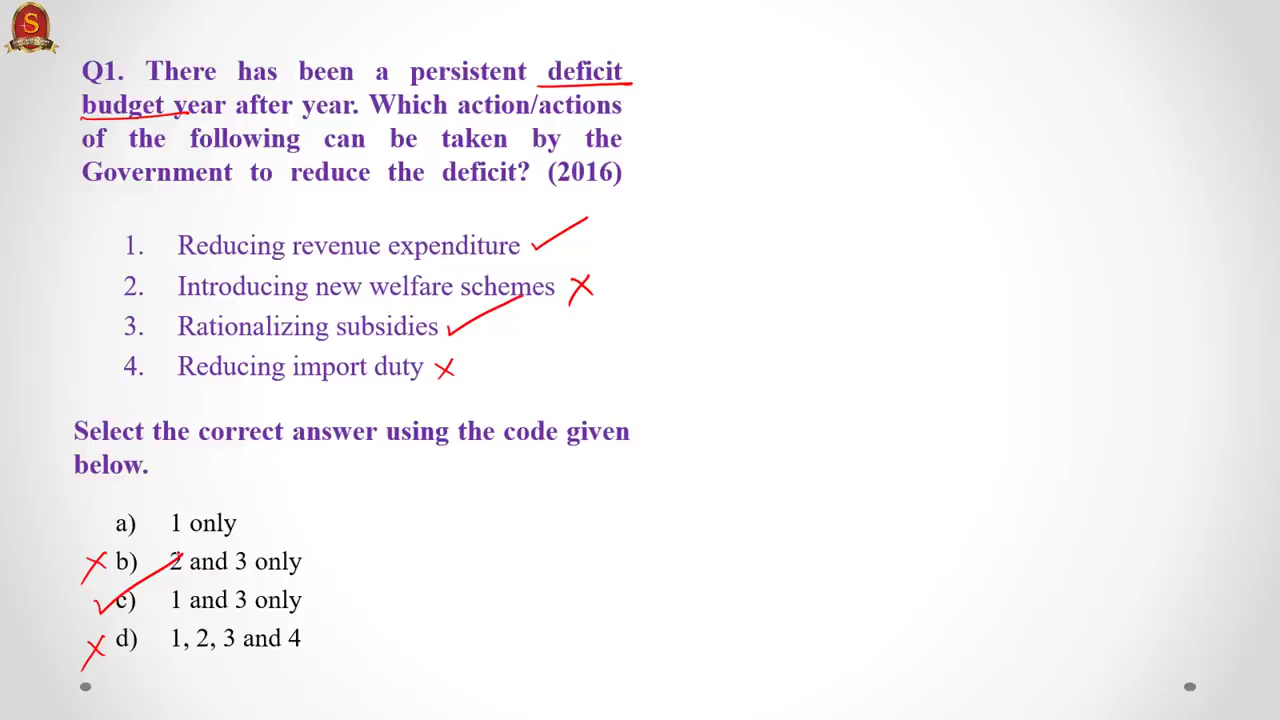 S
Q1. There has been a persistent deficit
budget year after year. Which action/actions
of the following can be taken by the
Government to reduce the deficit? (2016)
1. Reducing revenue expenditure
2. Introducing new welfare schemes
3. Rationalizing subsidies
4. Reducing import duty
Select the correct answer using the code given
below.
a) 1 only
b) 2 and 3 only
c) 1 and 3 only
d) 1, 2, 3 and 4